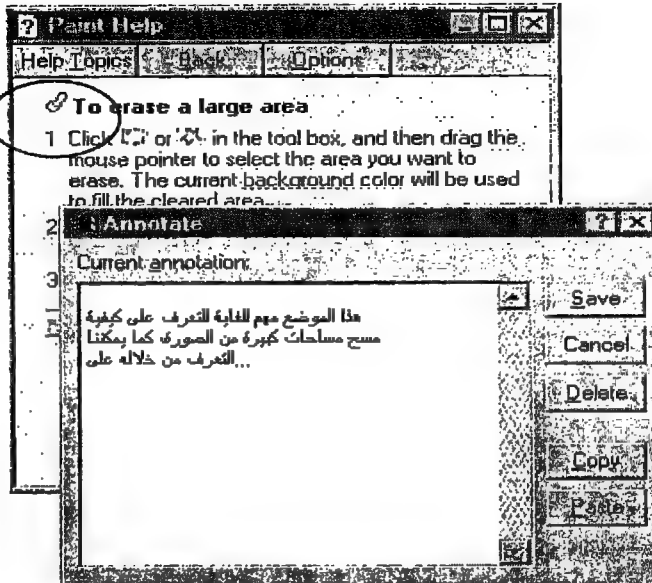 Paint Help
Help Topics Back Options
To erase a large area
1 Click or in the tool box, and then drag the
mouse pointer to select the area you want to
erase. The current background color will be used
to fill the cleared area.
2
3
Annotate
Current annotation:
هذا الموضع مهم للغاية للتعرف على كيفية
مسح مساحات كبيرة من الصورة، كما يمكننا
التعرف من خلاله على...
Save
Cancel
Delete
Copy
Paste